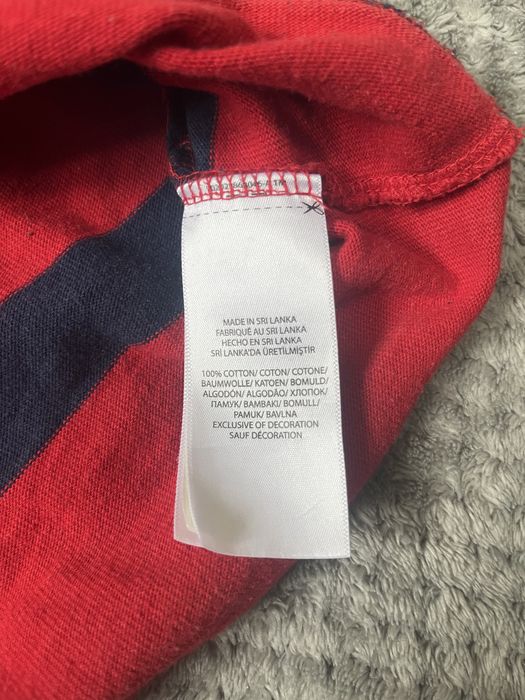 MADE IN SRI LANKA
FABRIQUÉ AU SRI LANKA
HECHO EN SRI LANKA
SRİ LANKA'DA ÜRETİLMİŞTİR
100% COTTON/ COTON/ COTONE/
BAUMWOLLE/ KATOEN/ BOMULD/
ALGODÓN/ ALGODÃO/ ХЛОПОК/
ПАМУК/ BAMBAKI/ BOMULL/
PAMUK/ BAVLNA
EXCLUSIVE OF DECORATION
SAUF DÉCORATION